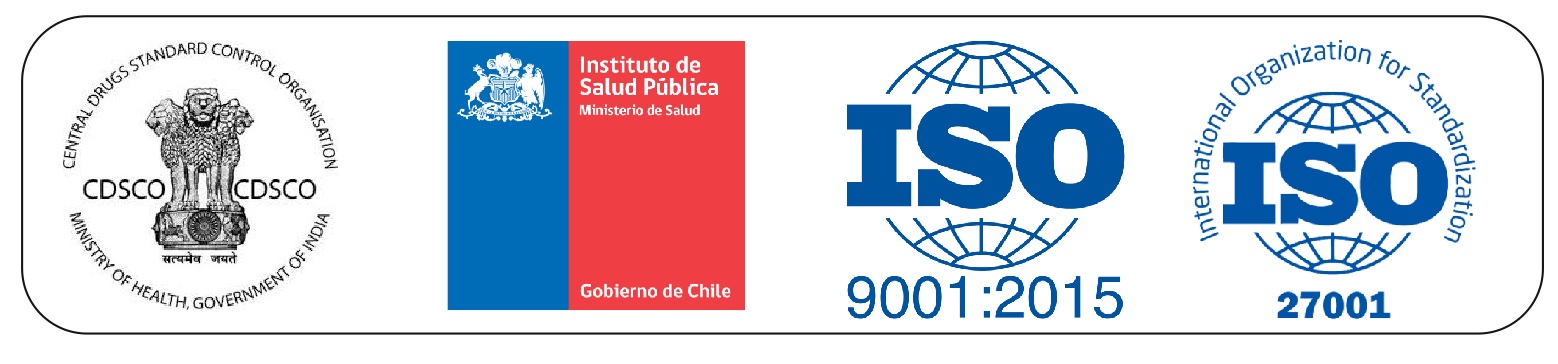 CENTRAL DRUGS STANDARD CONTROL ORGANISATION
CDSCO CDSCO
सत्यमेव जयते
MINISTRY OF HEALTH, GOVERNMENT OF INDIA
Instituto de
Salud Pública
Ministerio de Salud
Gobierno de Chile
ISO
9001:2015
International Organization for Standardization
ISO
27001